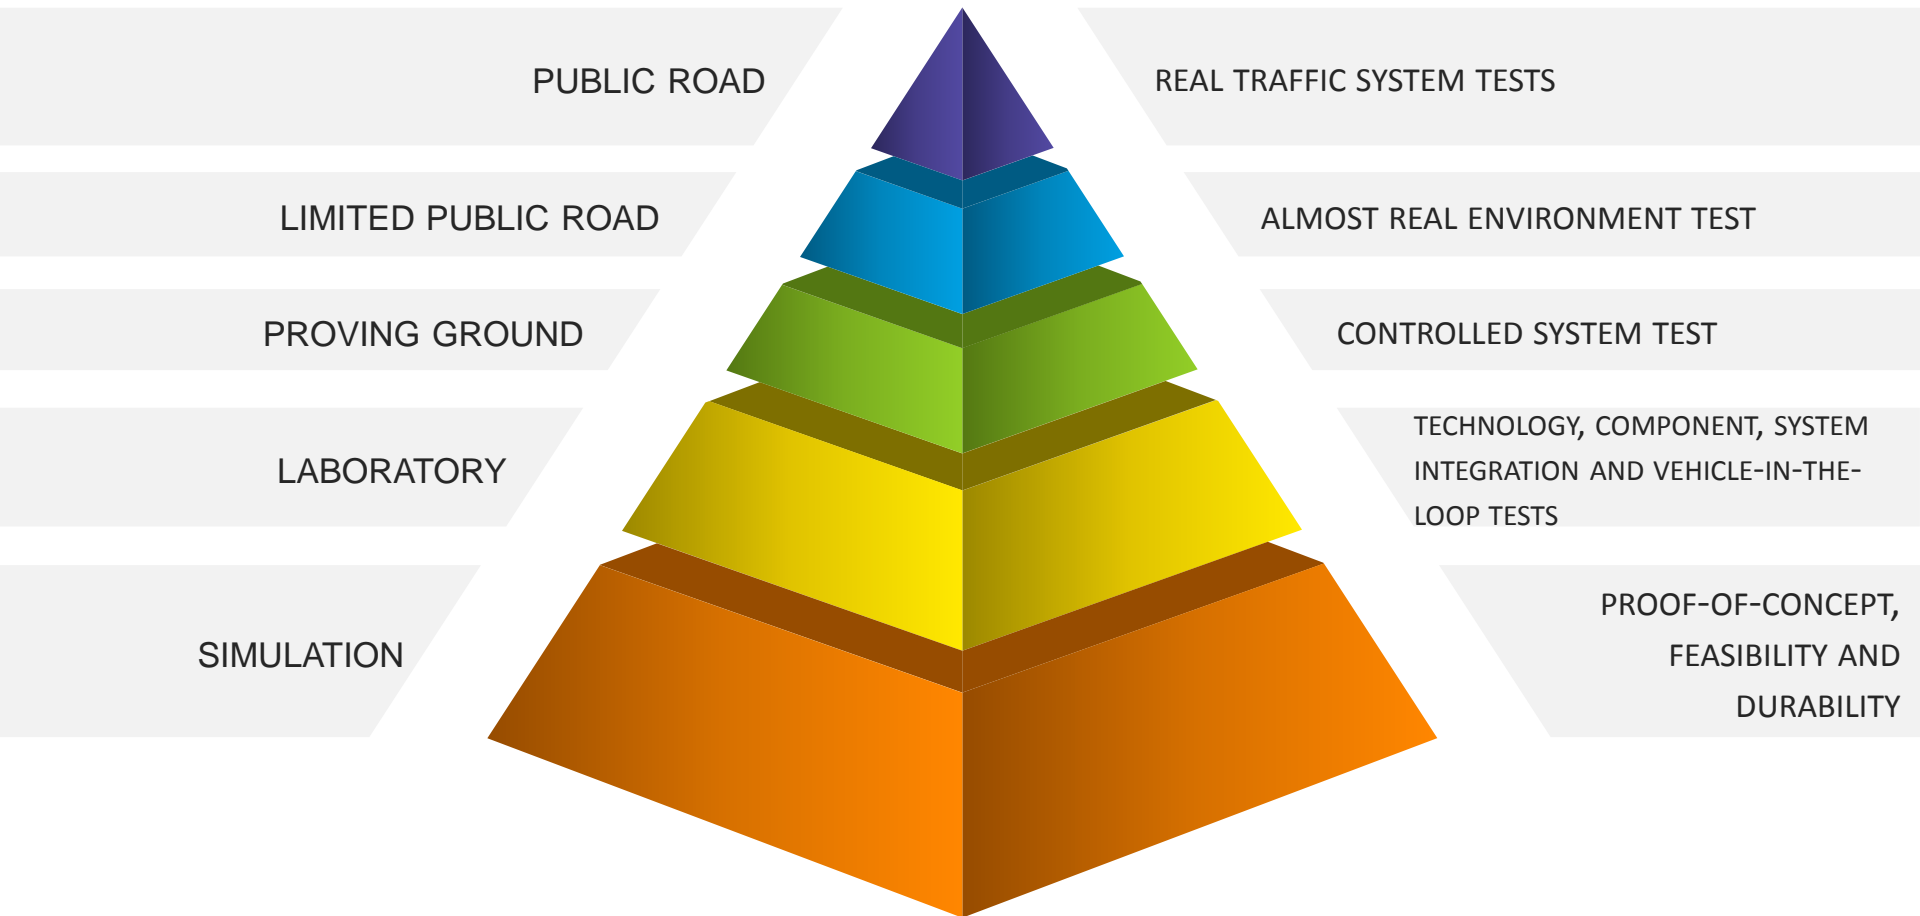 PUBLIC ROAD
REAL TRAFFIC SYSTEM TESTS
LIMITED PUBLIC ROAD
ALMOST REAL ENVIRONMENT TEST
PROVING GROUND
CONTROLLED SYSTEM TEST
LABORATORY
TECHNOLOGY, COMPONENT, SYSTEM
INTEGRATION AND VEHICLE-IN-THE-
LOOP TESTS
SIMULATION
PROOF-OF-CONCEPT,
FEASIBILITY AND
DURABILITY